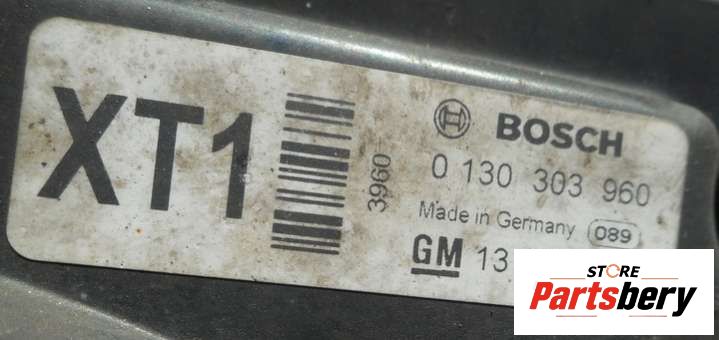 XT1
3960
BOSCH
0 130 303 960
Made in Germany 089
GM 13
STORE
Partsbery